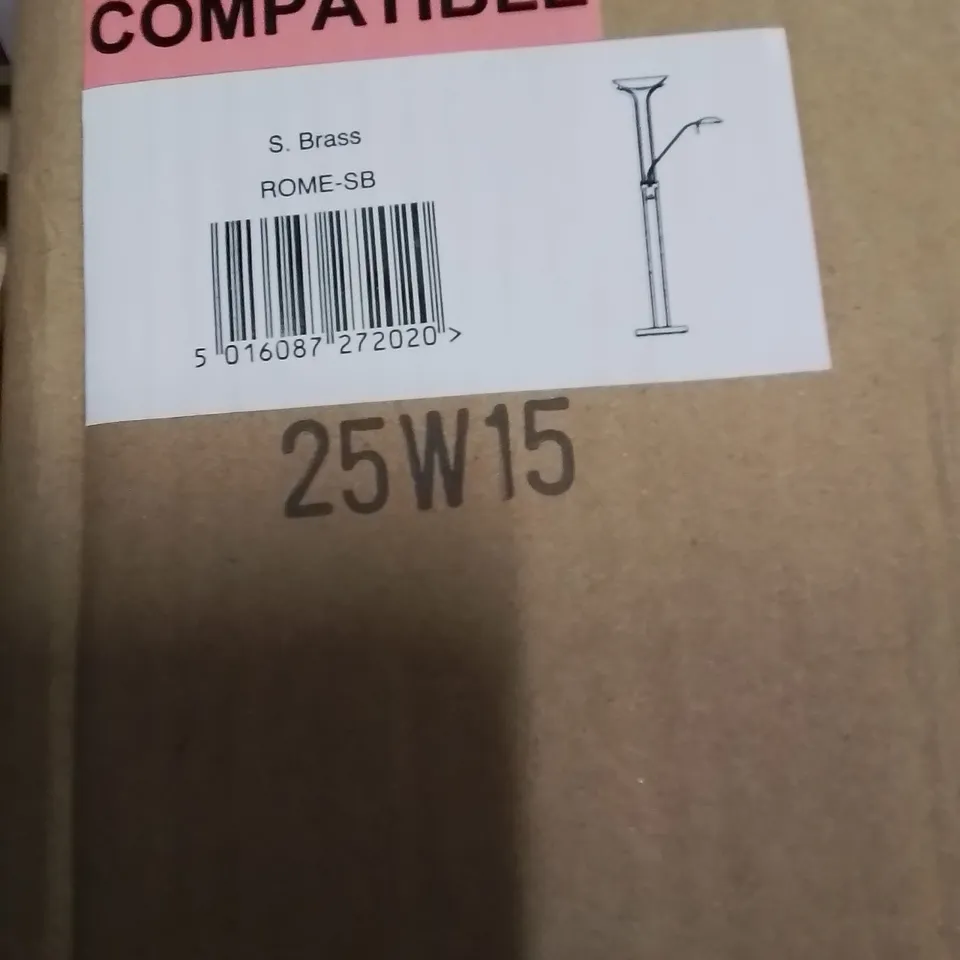 COMPATIBLE
S. Brass
ROME-SB
5 016087 272020 >
25W15